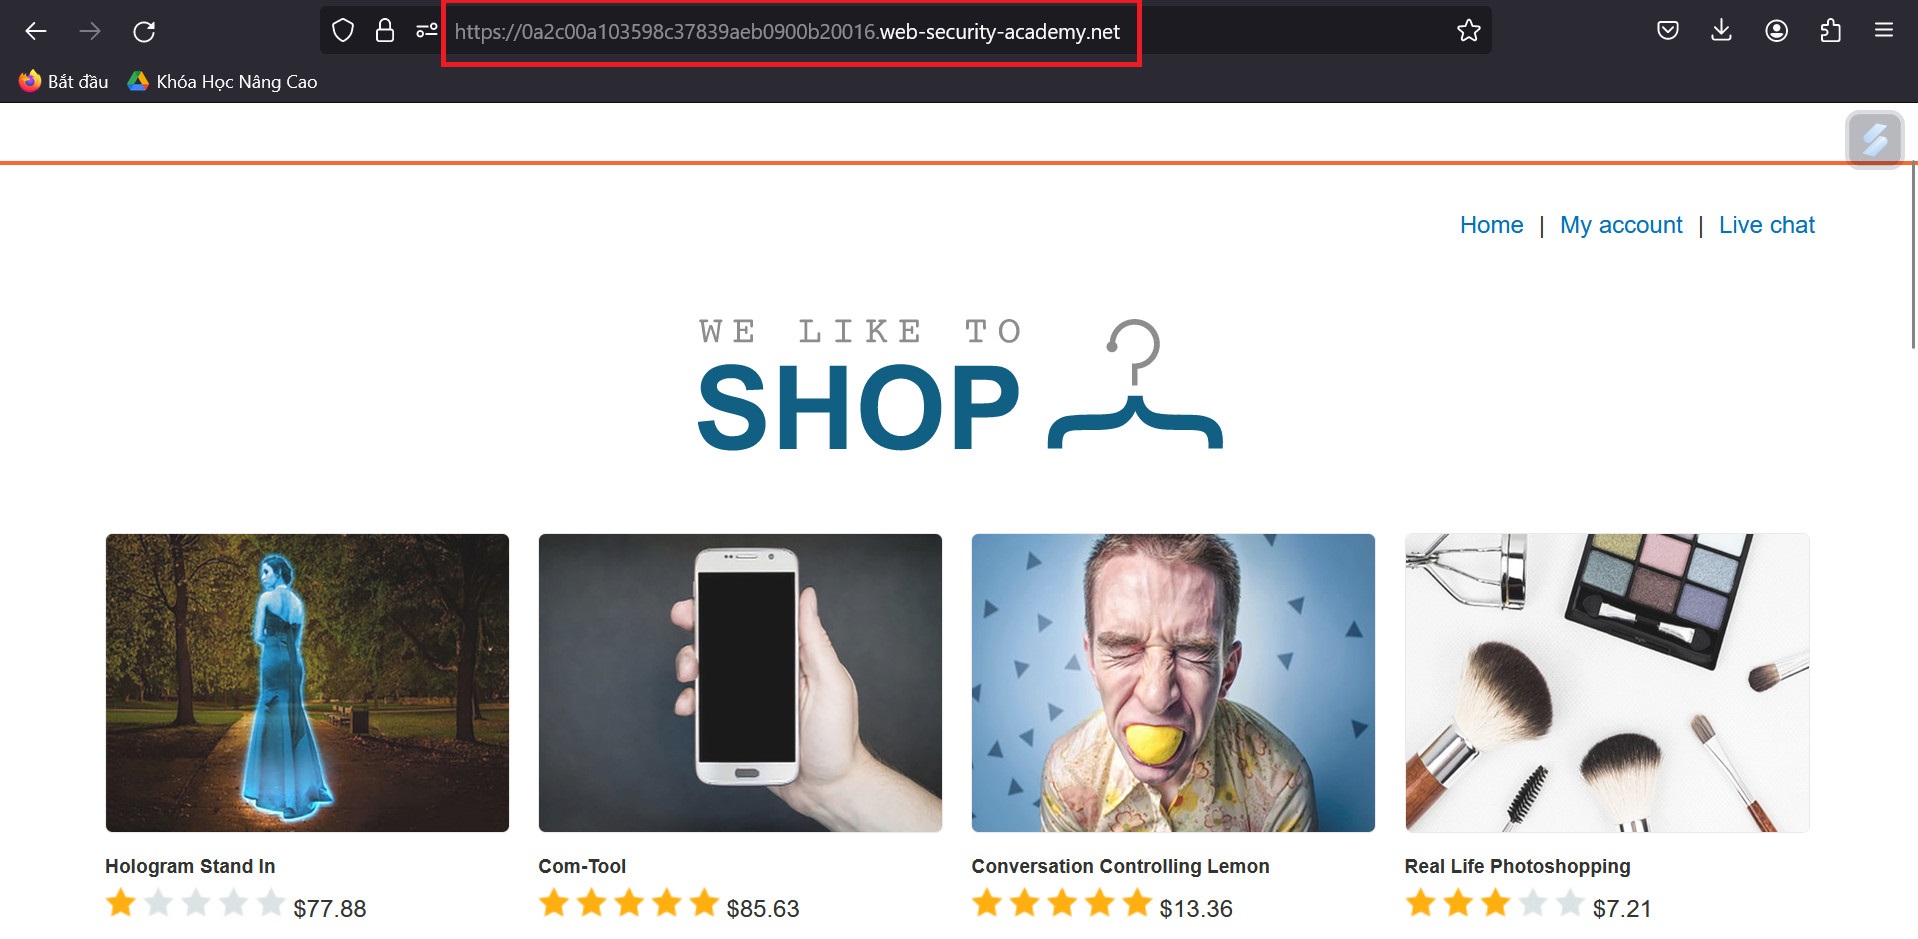 https://0a2c00a103598c37839aeb0900b20016.web-security-academy.net
Bắt đầu Khóa Học Nâng Cao
Home | My account | Live chat
WE LIKE TO
SHOP
Hologram Stand In
$77.88
Com-Tool
$85.63
Conversation Controlling Lemon
$13.36
Real Life Photoshopping
$7.21